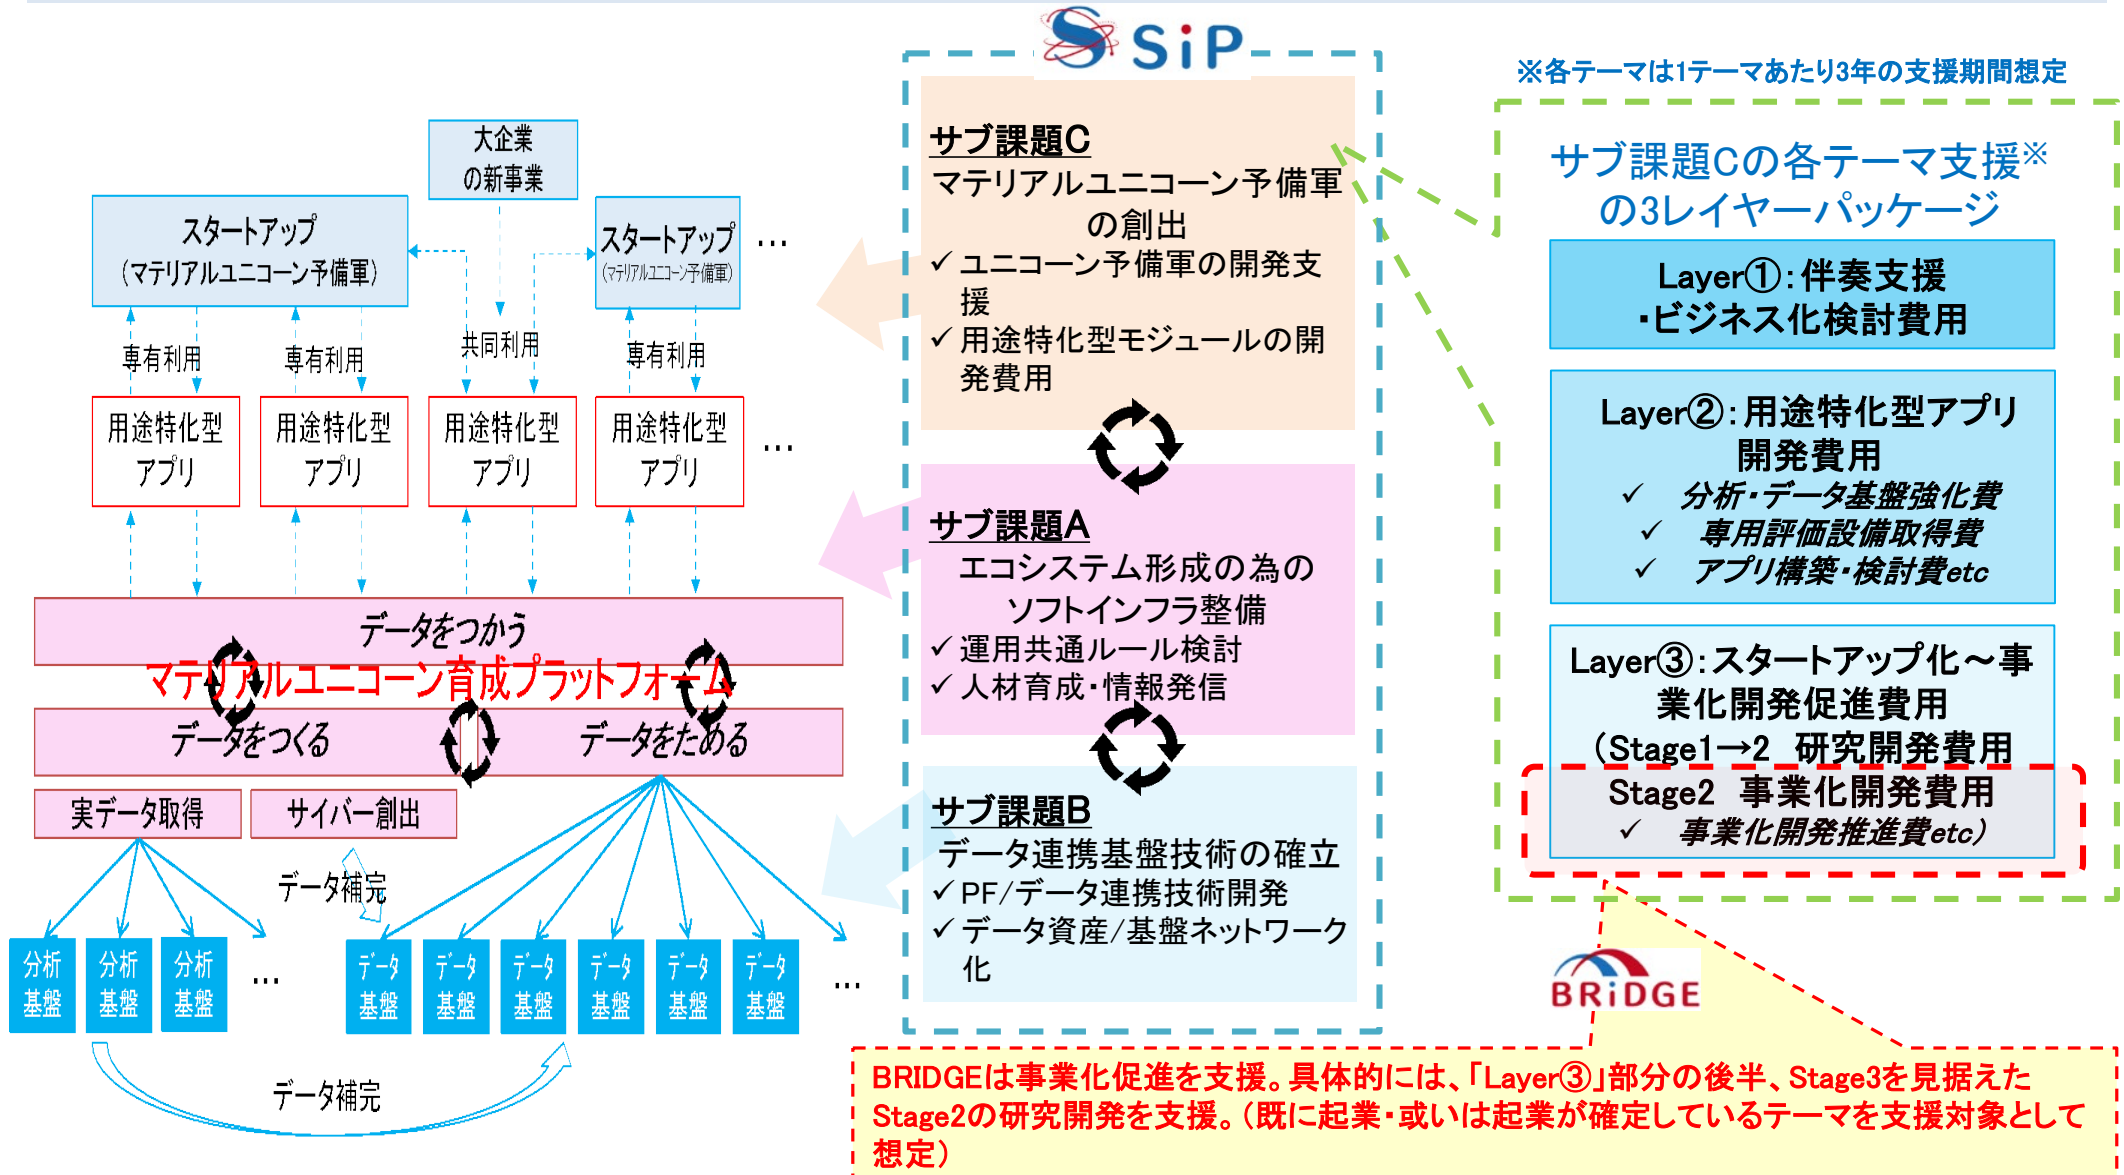 SiP
※各テーマは1テーマあたり3年の支援期間想定
大企業
の新事業
スタートアップ
（マテリアルユニコーン予備軍）
スタートアップ
（マテリアルユニコーン予備軍）
…
専有利用
専有利用
共同利用
専有利用
用途特化型
アプリ
用途特化型
アプリ
用途特化型
アプリ
用途特化型
アプリ
…
データをつかう
マテリアルユニコーン育成プラットフォーム
データをつくる
データをためる
実データ取得
サイバー創出
データ補完
分析
基盤
分析
基盤
分析
基盤
…
データ
基盤
データ
基盤
データ
基盤
データ
基盤
データ
基盤
データ
基盤
…
データ補完
サブ課題C
マテリアルユニコーン予備軍
の創出
✓ユニコーン予備軍の開発支
援
✓用途特化型モジュールの開
発費用
サブ課題A
エコシステム形成の為の
ソフトインフラ整備
✓運用共通ルール検討
✓人材育成・情報発信
サブ課題B
データ連携基盤技術の確立
✓PF/データ連携技術開発
✓データ資産/基盤ネットワーク
化
サブ課題Cの各テーマ支援※
の3レイヤーパッケージ
Layer①：伴奏支援
・ビジネス化検討費用
Layer②：用途特化型アプリ
開発費用
✓ 分析・データ基盤強化費
✓ 専用評価設備取得費
✓ アプリ構築・検討費etc
Layer③：スタートアップ化～事
業化開発促進費用
（Stage1→2 研究開発費用
Stage2 事業化開発費用
✓ 事業化開発推進費etc）
BRiDGE
BRIDGEは事業化促進を支援。具体的には、「Layer③」部分の後半、Stage3を見据えた
Stage2の研究開発を支援。（既に起業・或いは起業が確定しているテーマを支援対象として
想定）